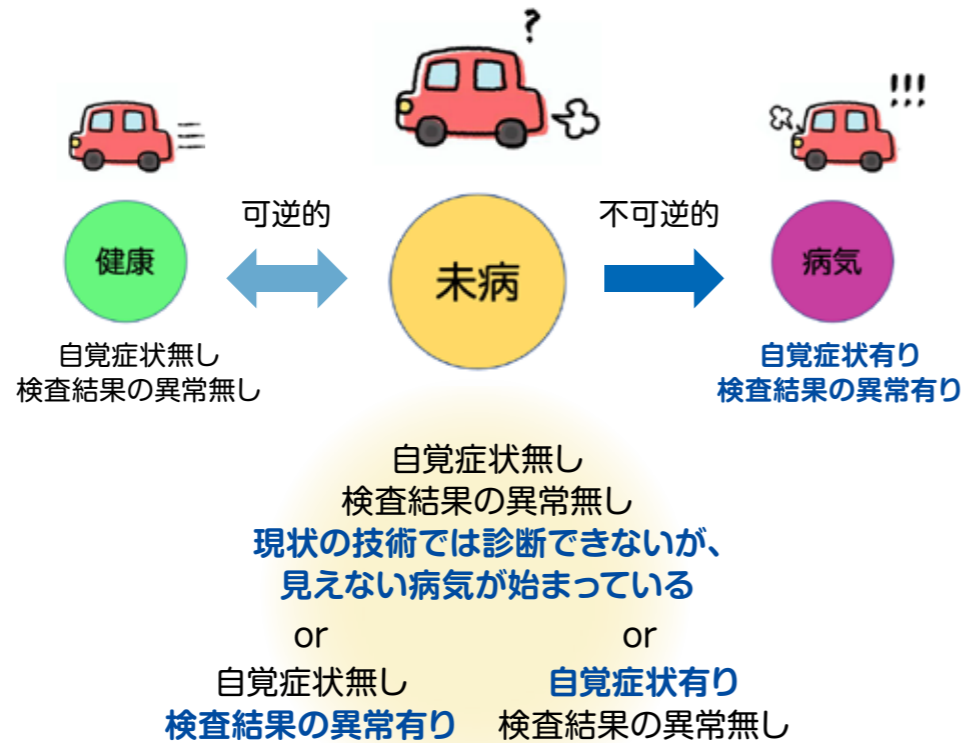 ?
!!!
可逆的
不可逆的
健康
未病
病気
自覚症状無し
検査結果の異常無し
自覚症状有り
検査結果の異常有り
自覚症状無し
検査結果の異常無し
現状の技術では診断できないが、
見えない病気が始まっている
or
自覚症状無し
検査結果の異常有り
or
自覚症状有り
検査結果の異常無し